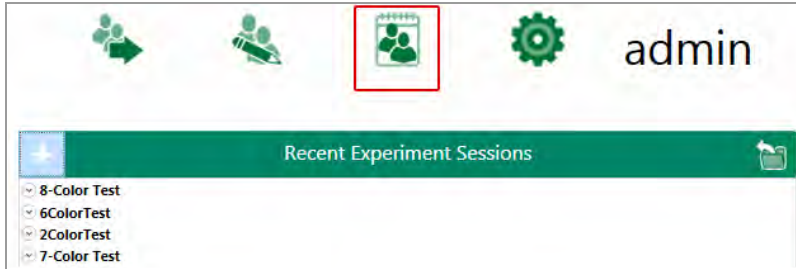 admin
Recent Experiment Sessions
8-Color Test
6ColorTest
2ColorTest
7-Color Test